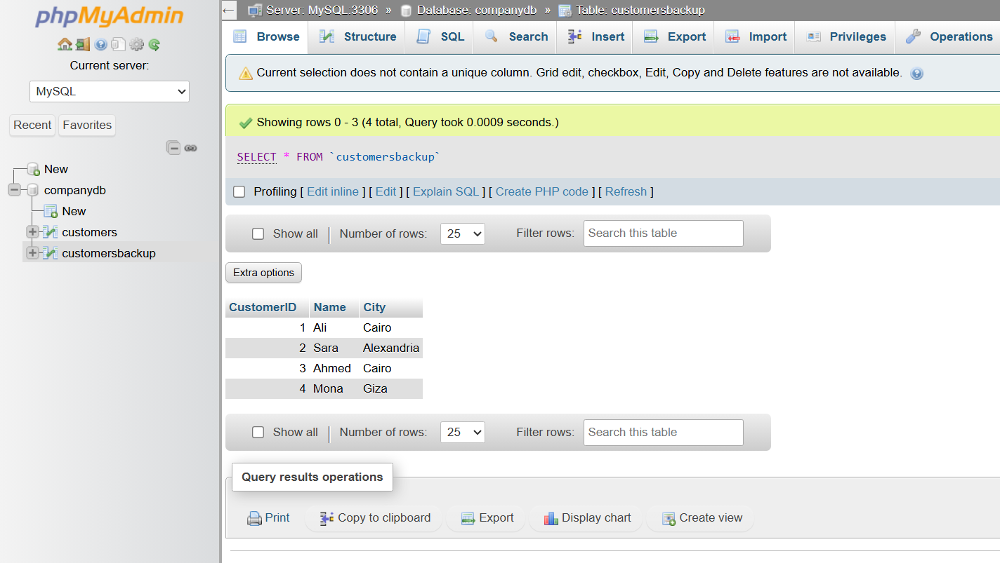 phpMyAdmin
Current server:
MySQL
Recent Favorites
New
companydb
New
customers
customersbackup
Server: MySQL:3306 » Database: companydb » Table: customersbackup
Browse Structure SQL Search Insert Export Import Privileges Operations
Current selection does not contain a unique column. Grid edit, checkbox, Edit, Copy and Delete features are not available.
Showing rows 0 - 3 (4 total, Query took 0.0009 seconds.)
SELECT * FROM `customersbackup`
Profiling [ Edit inline ] [ Edit ] [ Explain SQL ] [ Create PHP code ] [ Refresh ]
Show all | Number of rows: 25 Filter rows: Search this table
Extra options
CustomerID Name City
1 Ali Cairo
2 Sara Alexandria
3 Ahmed Cairo
4 Mona Giza
Show all | Number of rows: 25 Filter rows: Search this table
Query results operations
Print Copy to clipboard Export Display chart Create view